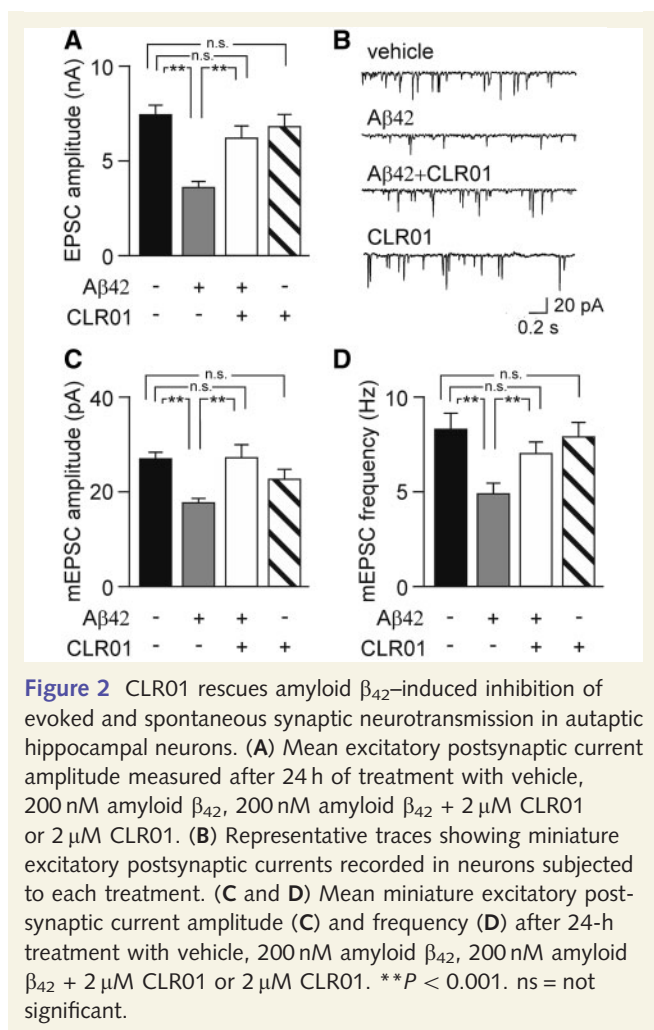 A
EPSC amplitude (nA)
10
5
0
n.s.
n.s.
** **
Aβ42 - + + -
CLR01 - - + +
B
vehicle
Aβ42
Aβ42+CLR01
CLR01
20 pA
0.2 s
C
mEPSC amplitude (pA)
40
20
0
n.s.
n.s.
** **
Aβ42 - + + -
CLR01 - - + +
D
mEPSC frequency (Hz)
10
5
0
n.s.
n.s.
** **
Aβ42 - + + -
CLR01 - - + +
Figure 2 CLR01 rescues amyloid β₄₂–induced inhibition of
evoked and spontaneous synaptic neurotransmission in autaptic
hippocampal neurons. (A) Mean excitatory postsynaptic current
amplitude measured after 24 h of treatment with vehicle,
200 nM amyloid β₄₂, 200 nM amyloid β₄₂ + 2 μM CLR01
or 2 μM CLR01. (B) Representative traces showing miniature
excitatory postsynaptic currents recorded in neurons subjected
to each treatment. (C and D) Mean miniature excitatory post-
synaptic current amplitude (C) and frequency (D) after 24-h
treatment with vehicle, 200 nM amyloid β₄₂, 200 nM amyloid
β₄₂ + 2 μM CLR01 or 2 μM CLR01. **P < 0.001. ns = not
significant.